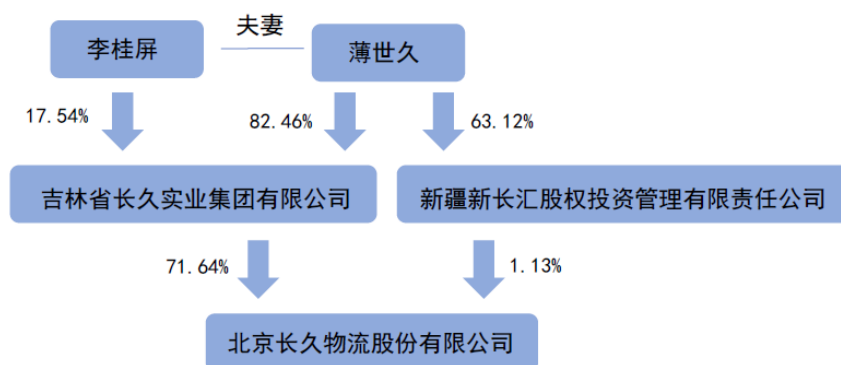 夫妻
李桂屏
薄世久
17.54%
82.46%
63.12%
吉林省长久实业集团有限公司
新疆新长汇股权投资管理有限责任公司
71.64%
1.13%
北京长久物流股份有限公司